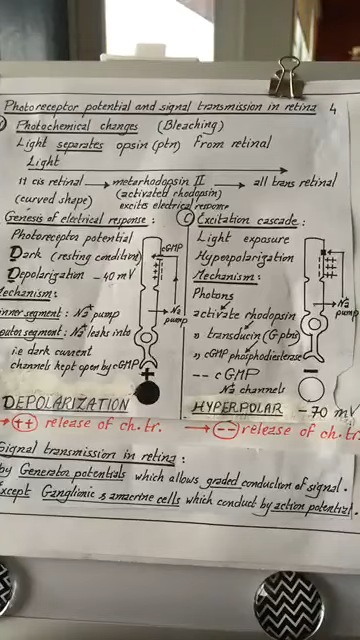 Photoreceptor potential and signal transmission in retina 4
Photochemical changes (Bleaching)
Light separates opsin (ptn) from retinal
Light
11 cis retinal → metarhodopsin II → all trans retinal
(curved shape) (activated rhodopsin)
excites electrical response
Genesis of eletrical response:
Photoreceptor potential
Dark (resting condition)
Depolarization -40 mV
Mechanism:
inner segment: Na+ pump
outer segment: Na+ leaks into
i.e dark current
channels kept open by cGMP
cGMP
Na+
pump
+
DEPOLARIZATION
→ (++) release of ch.tr.
C Excitation cascade:
Light exposure
Hyperpolarization
Mechanism:
Photons
activate rhodopsin
" transducin (G ptn)
" cGMP phosphodiesterase
-- cGMP
Na+ channels
Na
pump
HYPERPOLAR -70 mV
→ (--) release of ch.tr.
Signal transmission in retina:
by Generator potentials which allows graded conduction of signal.
Except Ganglionic & amacrine cells which conduct by action potential.